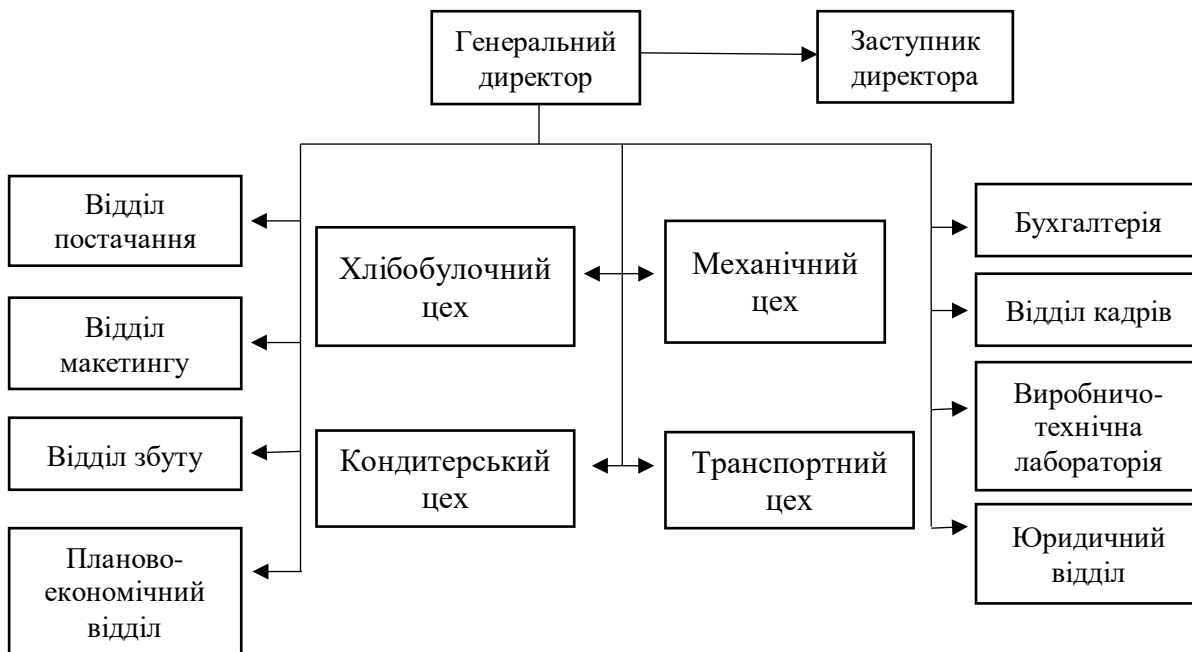 Генеральний
директор
Заступник
директора
Відділ
постачання
Хлібобулочний
цех
Механічний
цех
Бухгалтерія
Відділ
макетингу
Відділ кадрів
Відділ збуту
Кондитерський
цех
Транспортний
цех
Виробничо-
технічна
лабораторія
Планово-
економічний
відділ
Юридичний
відділ